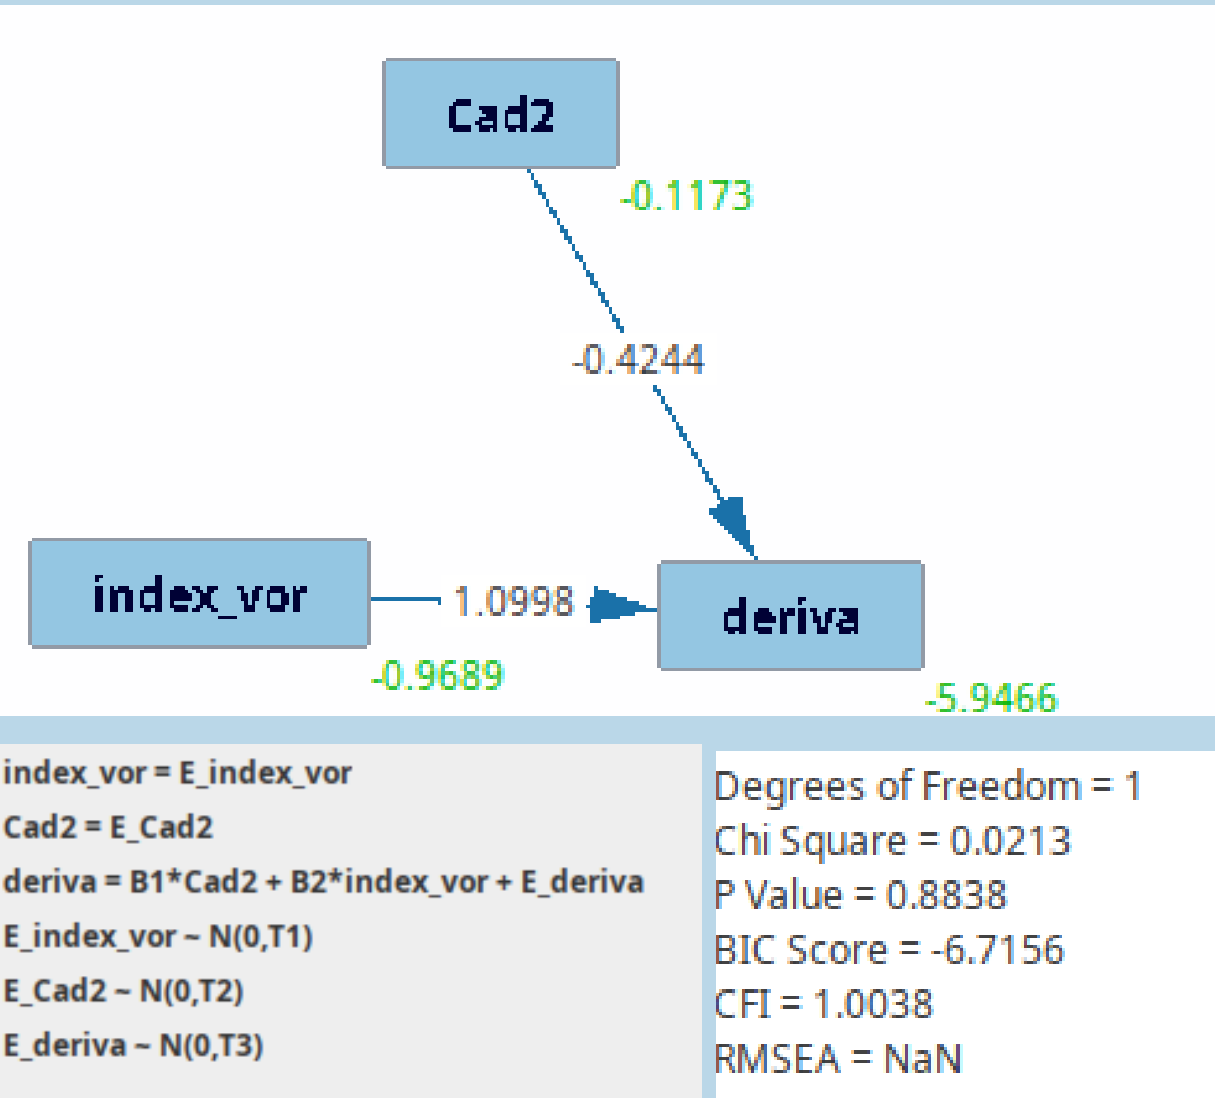 Cad2
-0.1173
-0.4244
index_vor
1.0998
deriva
-0.9689
-5.9466
index_vor = E_index_vor
Cad2 = E_Cad2
deriva = B1*Cad2 + B2*index_vor + E_deriva
E_index_vor ~ N(0,T1)
E_Cad2 ~ N(0,T2)
E_deriva ~ N(0,T3)
Degrees of Freedom = 1
Chi Square = 0.0213
P Value = 0.8838
BIC Score = -6.7156
CFI = 1.0038
RMSEA = NaN